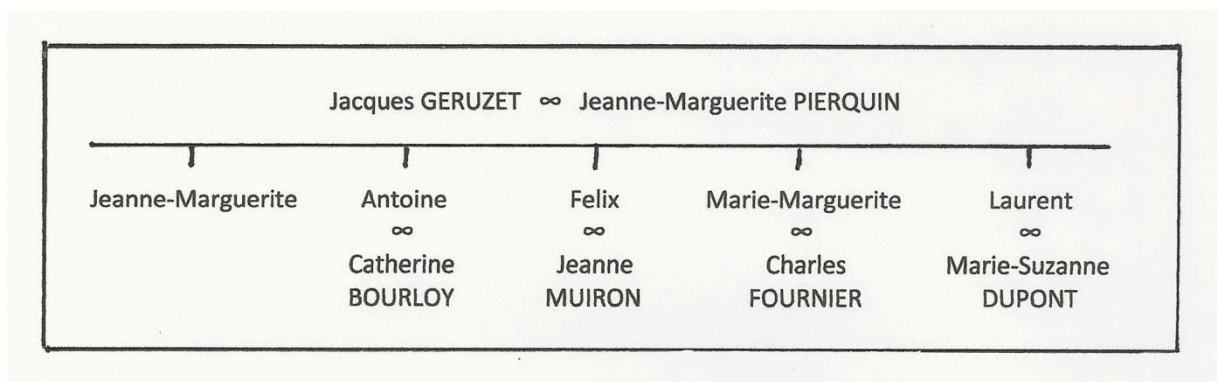 Jacques GERUZET ∞ Jeanne-Marguerite PIERQUIN
Jeanne-Marguerite Antoine Felix Marie-Marguerite Laurent
∞ ∞ ∞ ∞
Catherine Jeanne Charles Marie-Suzanne
BOURLOY MUIRON FOURNIER DUPONT